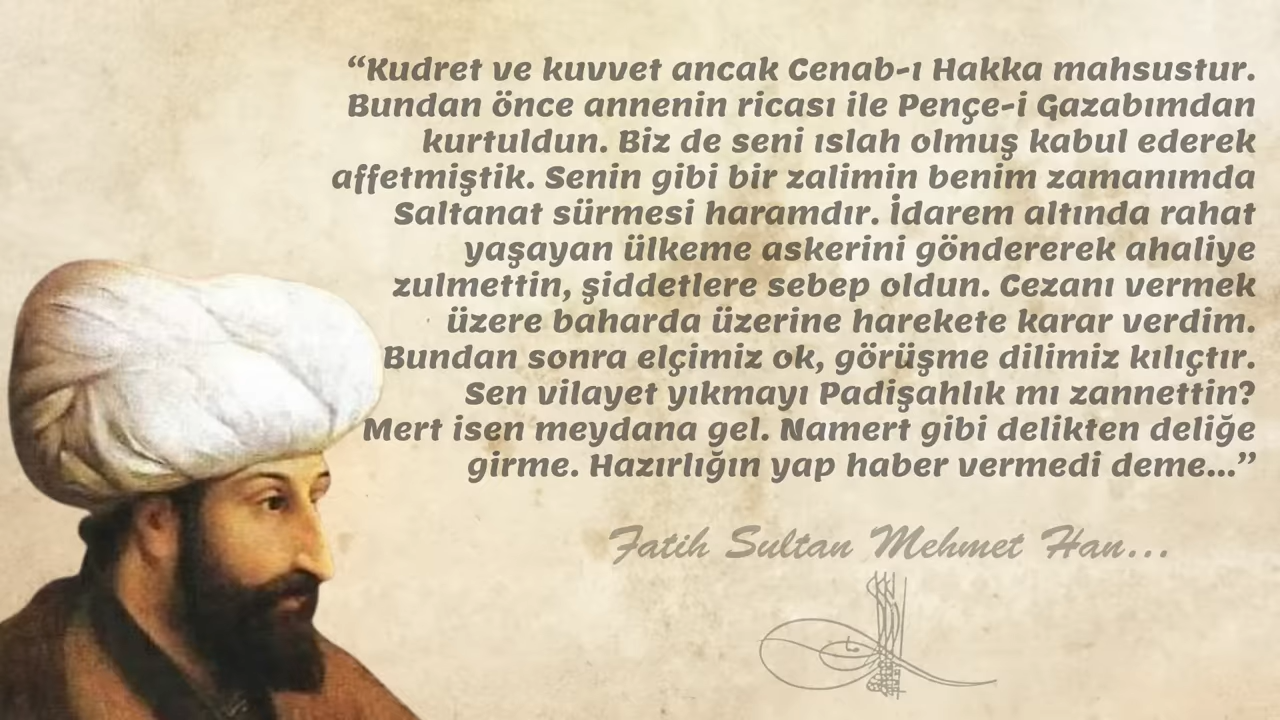 “Kudret ve kuvvet ancak Cenab-ı Hakka mahsustur.
Bundan önce annenin ricası ile Pençe-i Gazabımdan
kurtuldun. Biz de seni ıslah olmuş kabul ederek
affetmiştik. Senin gibi bir zalimin benim zamanımda
Saltanat sürmesi haramdır. İdarem altında rahat
yaşayan ülkeme askerini göndererek ahaliye
zulmettin, şiddetlere sebep oldun. Cezanı vermek
üzere baharda üzerine harekete karar verdim.
Bundan sonra elçimiz ok, görüşme dilimiz kılıçtır.
Sen vilayet yıkmayı Padişahlık mı zannettin?
Mert isen meydana gel. Namert gibi delikten deliğe
girme. Hazırlığın yap haber vermedi deme...”
Fatih Sultan Mehmet Han...